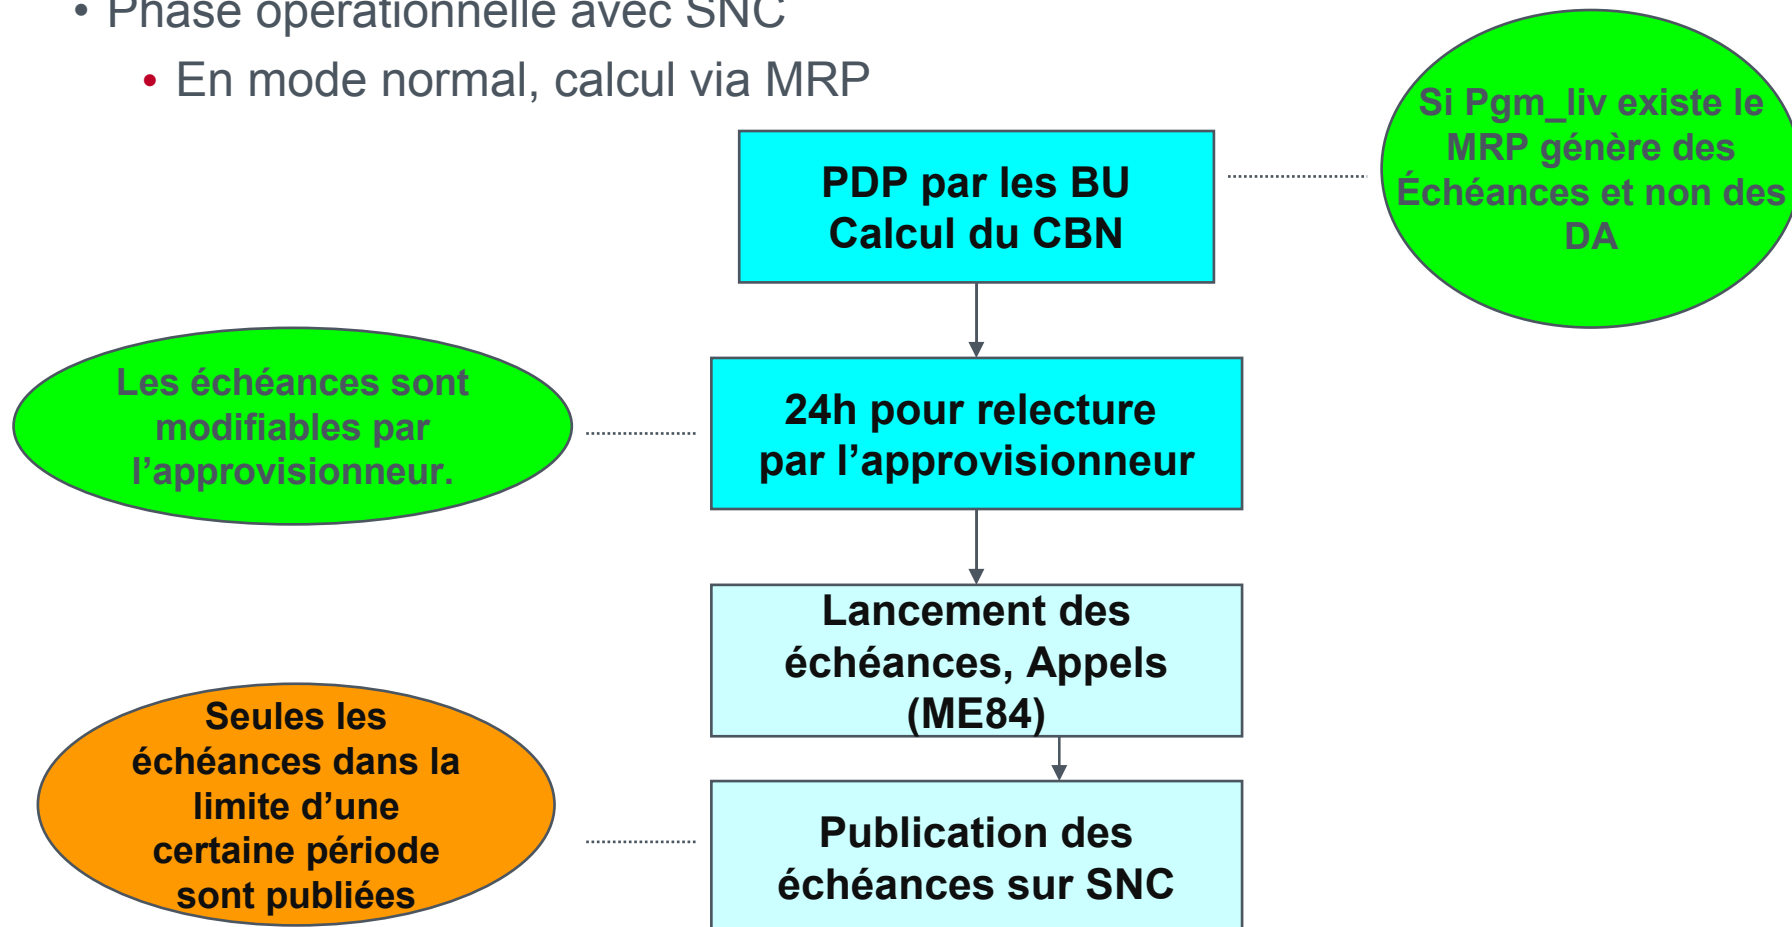 • Phase opérationnelle avec SNC
• En mode normal, calcul via MRP
Si Pgm_liv existe le
MRP génère des
Échéances et non des
DA
PDP par les BU
Calcul du CBN
Les échéances sont
modifiables par
l’approvisionneur.
24h pour relecture
par l’approvisionneur
Lancement des
échéances, Appels
(ME84)
Seules les
échéances dans la
limite d’une
certaine période
sont publiées
Publication des
échéances sur SNC